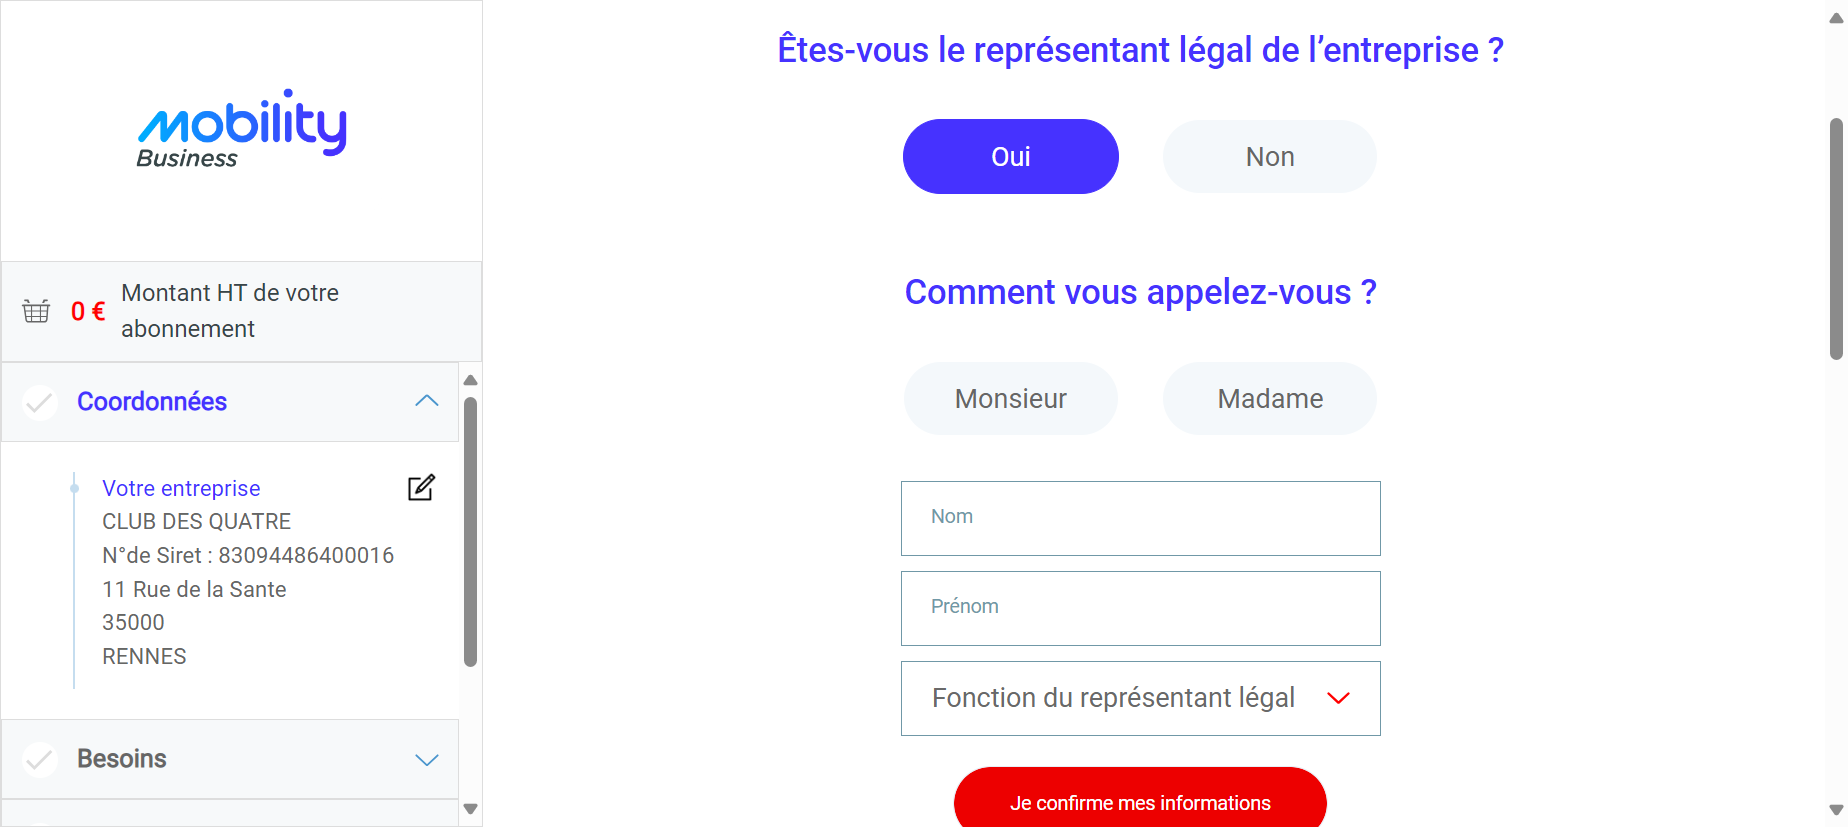 mobility
Business
0 €
Montant HT de votre
abonnement
Coordonnées
Votre entreprise
CLUB DES QUATRE
N°de Siret : 83094486400016
11 Rue de la Sante
35000
RENNES
Besoins
Êtes-vous le représentant légal de l’entreprise ?
Oui
Non
Comment vous appelez-vous ?
Monsieur
Madame
Nom
Prénom
Fonction du représentant légal
Je confirme mes informations